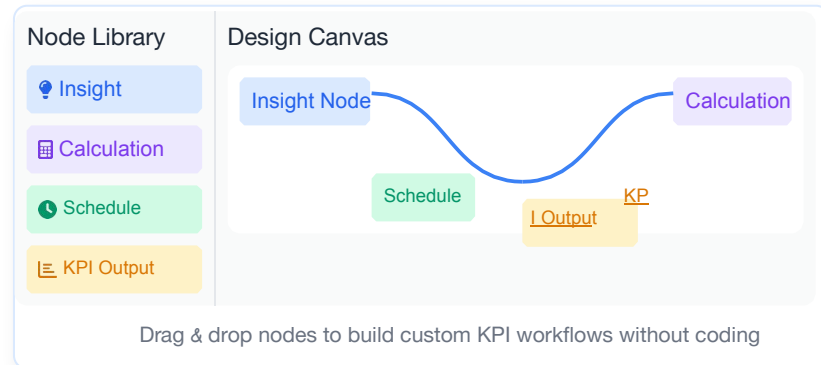 Node Library
Insight
Calculation
Schedule
KPI Output
Design Canvas
Insight Node
Calculation
Schedule
KP
I Output
Drag & drop nodes to build custom KPI workflows without coding